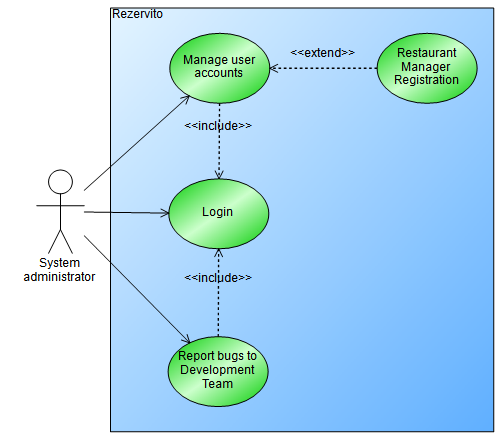 Rezervito
Manage user
accounts
<<extend>>
Restaurant
Manager
Registration
<<include>>
Login
System
administrator
<<include>>
Report bugs to
Development
Team